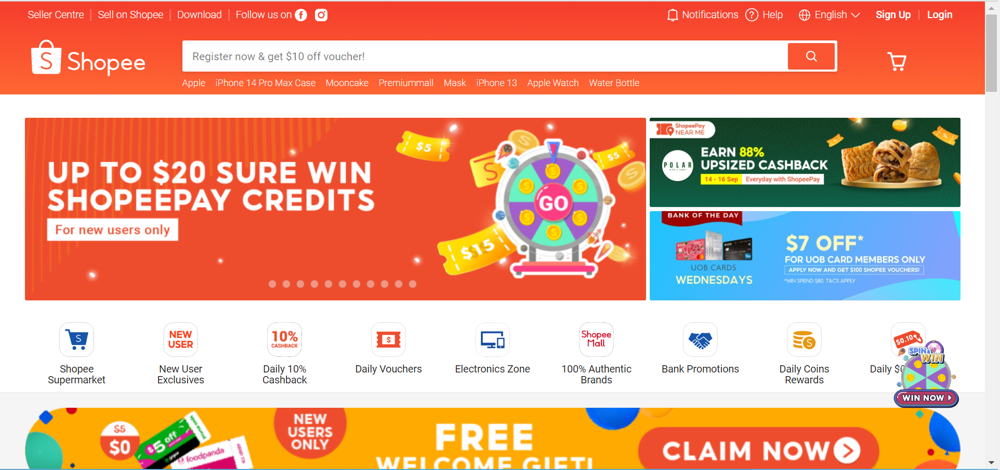 Seller Centre
Sell on Shopee
Download
Follow us on
Notifications
Help
English
Sign Up
Login
S Shopee
Register now & get $10 off voucher!
Apple
iPhone 14 Pro Max Case
Mooncake
Premiummall
Mask
iPhone 13
Apple Watch
Water Bottle
UP TO $20 SURE WIN
SHOPEEPAY CREDITS
For new users only
$5
S
S
$5
S
GO
$15
ShopeePay
NEAR ME
POLAR
EARN 88%
UPSIZED CASHBACK
14 - 16 Sep Everyday with ShopeePay
BANK OF THE DAY
UOB CARDS
WEDNESDAYS
$7 OFF*
FOR UOB CARD MEMBERS ONLY
APPLY NOW AND GET $100 SHOPEE VOUCHERS!
*MIN SPEND $80. T&CS APPLY
S
Shopee
Supermarket
NEW
USER
New User
Exclusives
10%
CASHBACK
Daily 10%
Cashback
$
Daily Vouchers
Electronics Zone
Shopee
Mall
100% Authentic
Brands
Bank Promotions
S
Daily Coins
Rewards
$0.10
Daily $0
SPIN &
WIN
WIN NOW
$5
$0
$5 off
foodpanda
NEW
USERS
ONLY
FREE
WELCOME GIFT!
CLAIM NOW